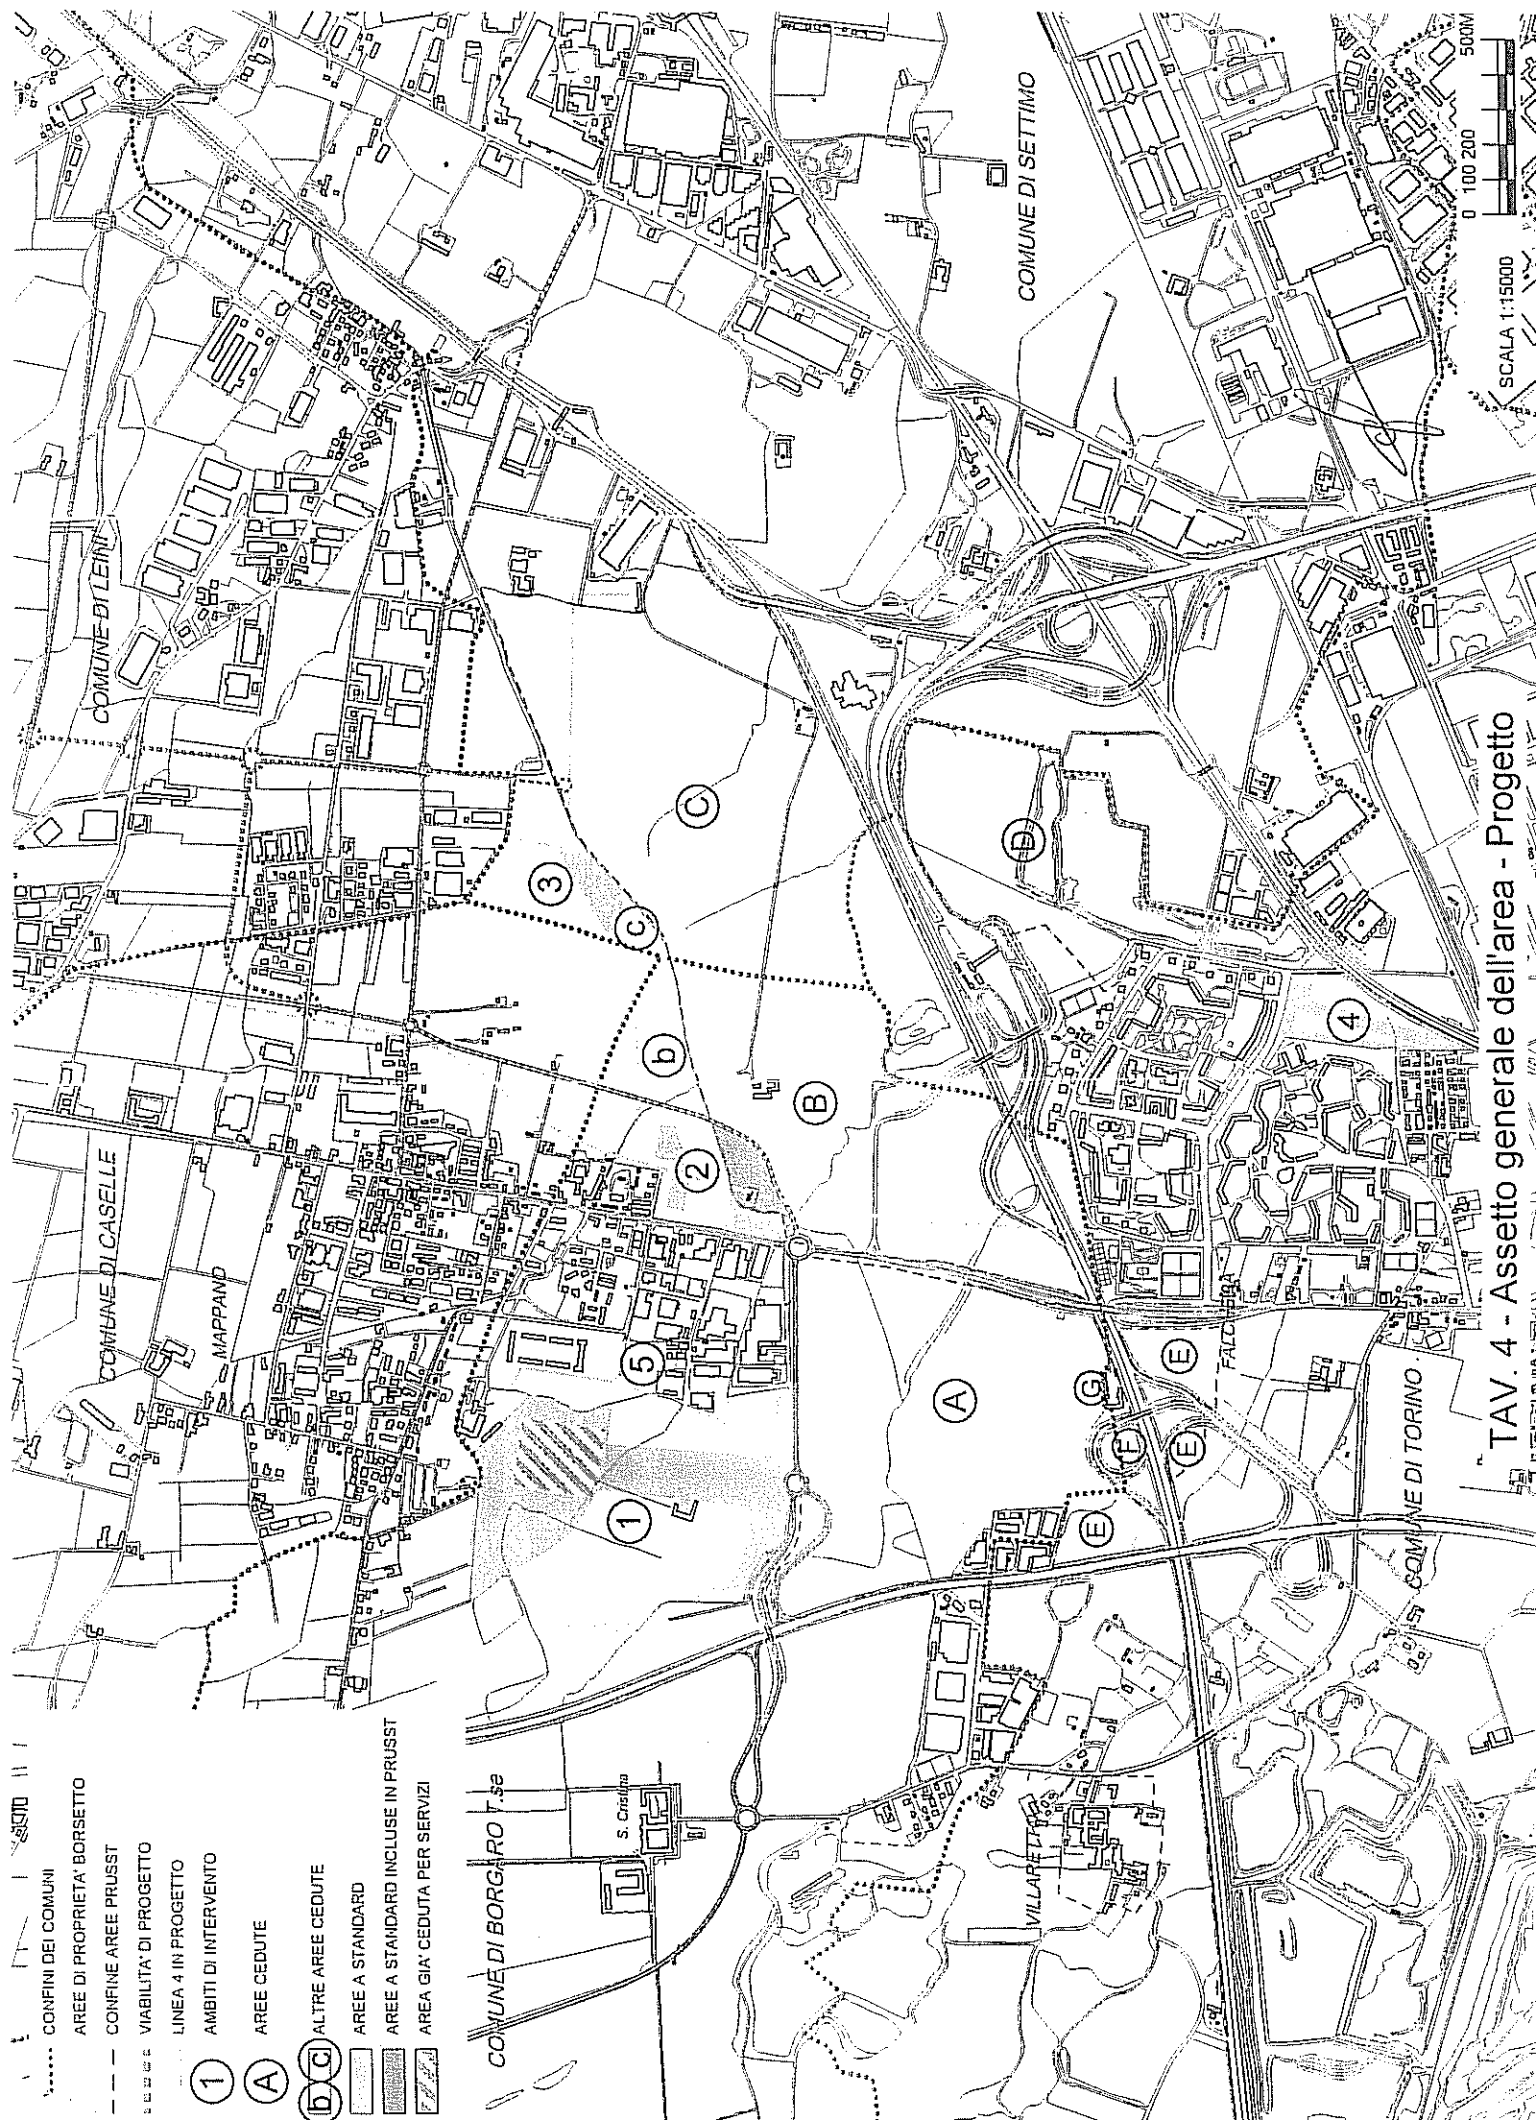 CONFINI DEI COMUNI
AREE DI PROPRIETA' BORSETTO
CONFINE AREE PRUSST
VIABILITA' DI PROGETTO
LINEA 4 IN PROGETTO
1 AMBITI DI INTERVENTO
A AREE CEDUTE
b c ALTRE AREE CEDUTE
AREE A STANDARD
AREE A STANDARD INCLUSE IN PRUSST
AREA GIA' CEDUTA PER SERVIZI
COMUNE DI CASELLE
COMUNE DI LEINI'
MAPPANO
COMUNE DI BORGARO T.se
S. Cristina
1
5
2
b
c
3
A
B
C
COMUNE DI SETTIMO
VILLARETTO
E
F
G
E
E
D
FALCHERA
4
COMUNE DI TORINO
SCALA 1:15000
0 100 200 500M
TAV. 4 - Assetto generale dell'area - Progetto